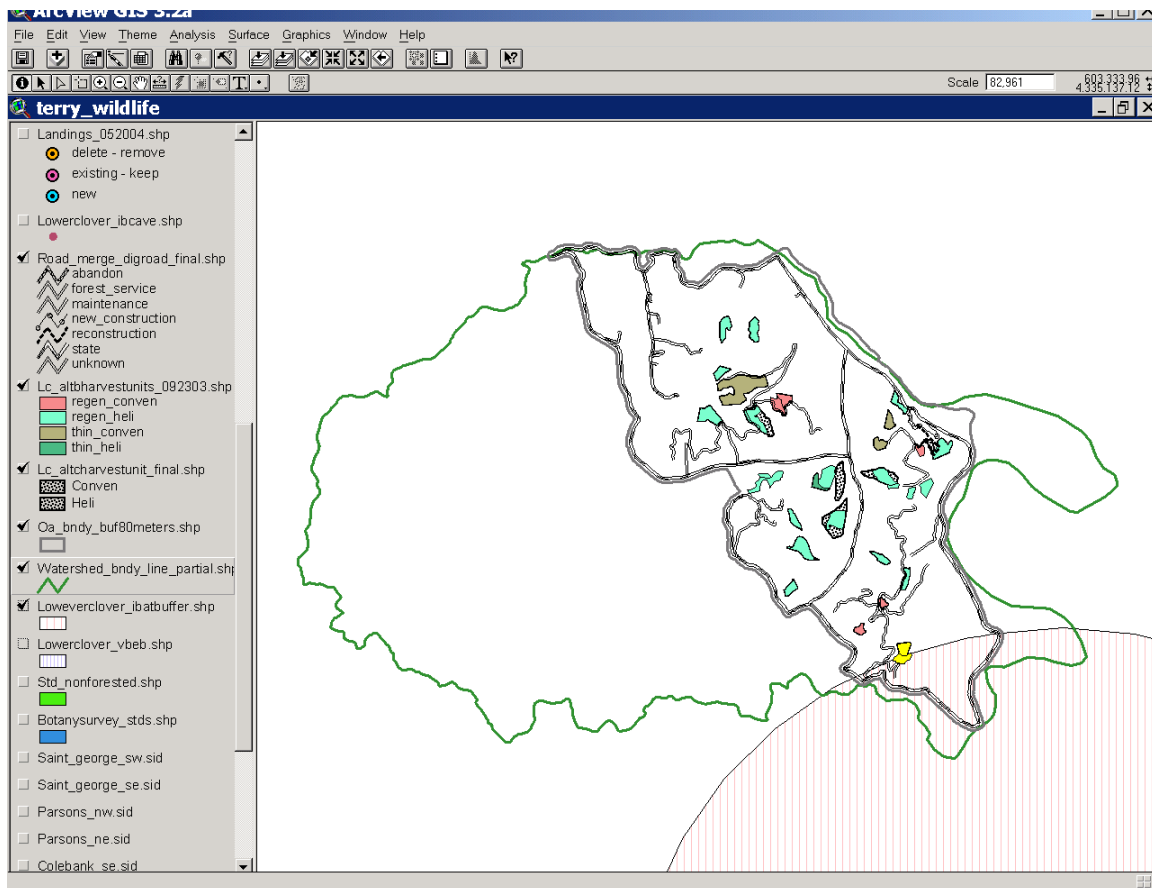 ArcView GIS 3.2a
File Edit View Theme Analysis Surface Graphics Window Help
Scale 82,961
603,333.96
4,335,137.12
terry_wildlife
Landings_052004.shp
delete - remove
existing - keep
new
Lowerclover_ibcave.shp
Road_merge_digroad_final.shp
abandon
forest_service
maintenance
new_construction
reconstruction
state
unknown
Lc_altbharvestunits_092303.shp
regen_conven
regen_heli
thin_conven
thin_heli
Lc_altcharvestunit_final.shp
Conven
Heli
Oa_bndy_buf80meters.shp
Watershed_bndy_line_partial.shp
Loweverclover_ibatbuffer.shp
Lowerclover_vbeb.shp
Std_nonforested.shp
Botanysurvey_stds.shp
Saint_george_sw.sid
Saint_george_se.sid
Parsons_nw.sid
Parsons_ne.sid
Colebank_se.sid